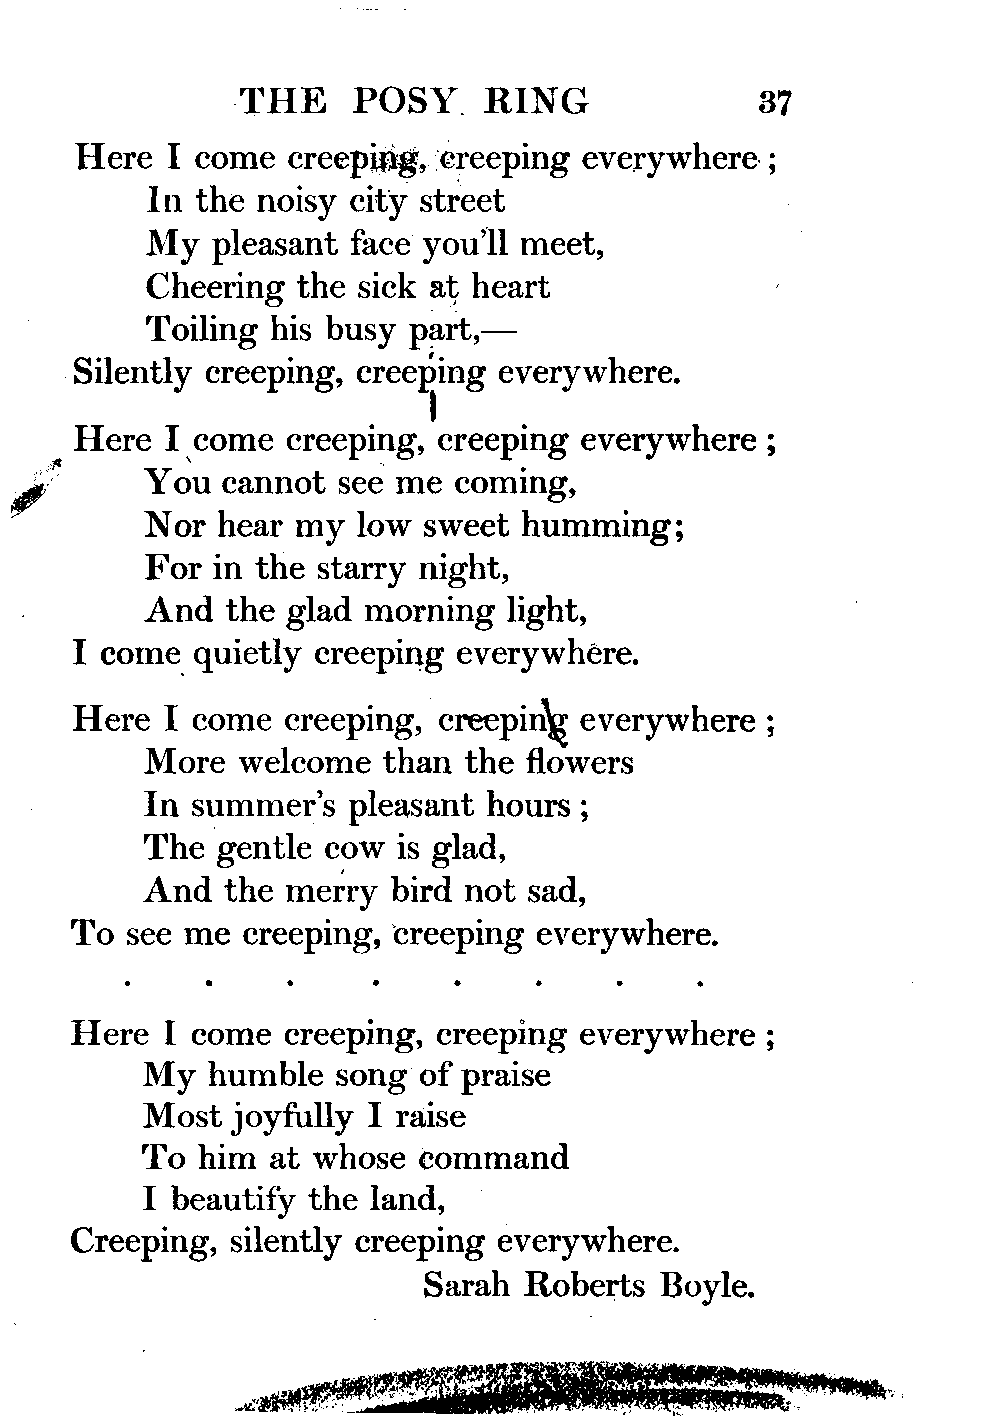 THE POSY RING 37
Here I come creeping, creeping everywhere;
In the noisy city street
My pleasant face you'll meet,
Cheering the sick at heart
Toiling his busy part,—
Silently creeping, creeping everywhere.
Here I come creeping, creeping everywhere;
You cannot see me coming,
Nor hear my low sweet humming;
For in the starry night,
And the glad morning light,
I come quietly creeping everywhere.
Here I come creeping, creeping everywhere;
More welcome than the flowers
In summer's pleasant hours;
The gentle cow is glad,
And the merry bird not sad,
To see me creeping, creeping everywhere.
. . . . . . . .
Here I come creeping, creeping everywhere;
My humble song of praise
Most joyfully I raise
To him at whose command
I beautify the land,
Creeping, silently creeping everywhere.
Sarah Roberts Boyle.